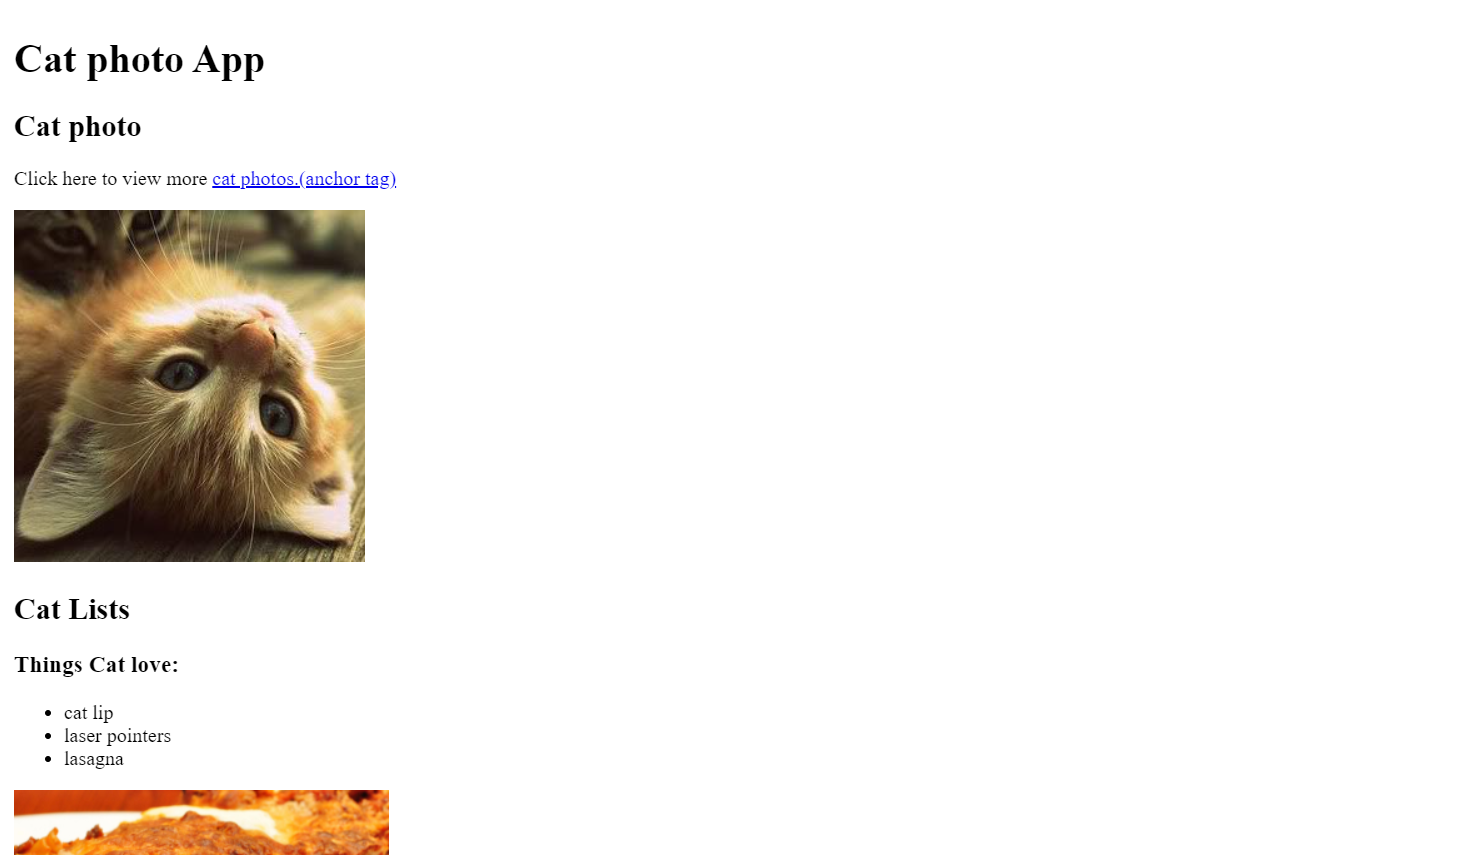 Cat photo App
Cat photo
Click here to view more cat photos.(anchor tag)
Cat Lists
Things Cat love:
cat lip
laser pointers
lasagna